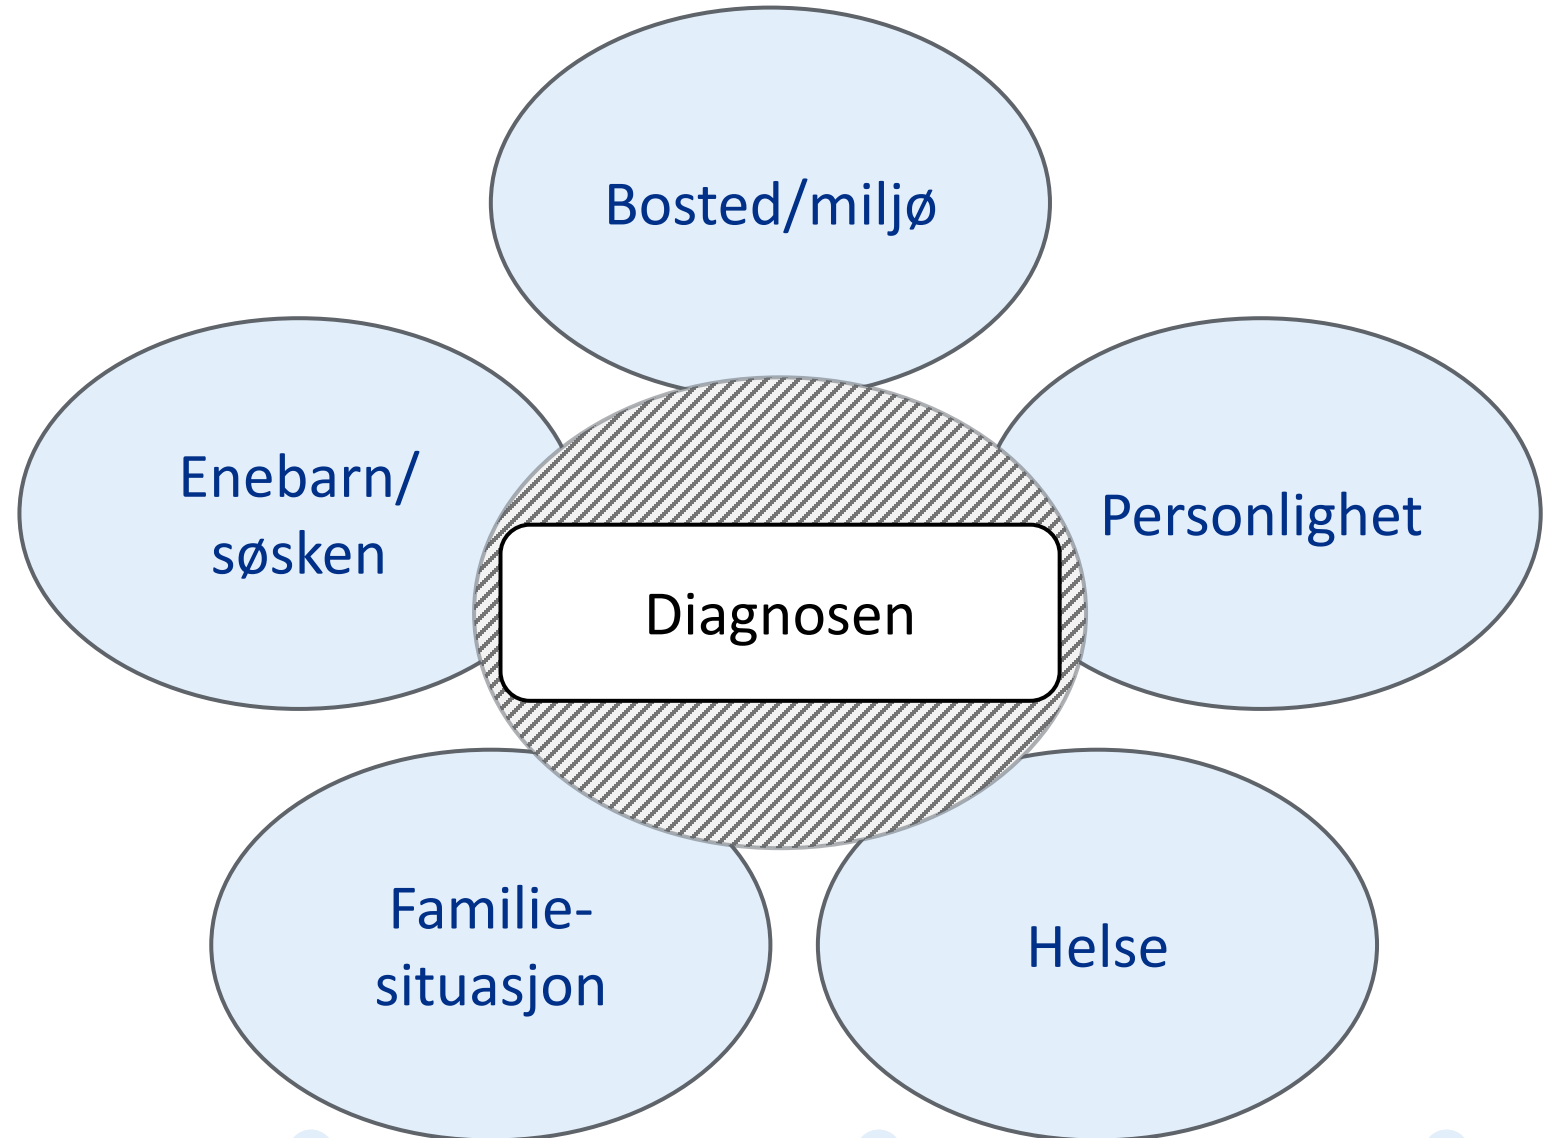 Bosted/miljø
Enebarn/
søsken
Personlighet
Diagnosen
Familie-
situasjon
Helse